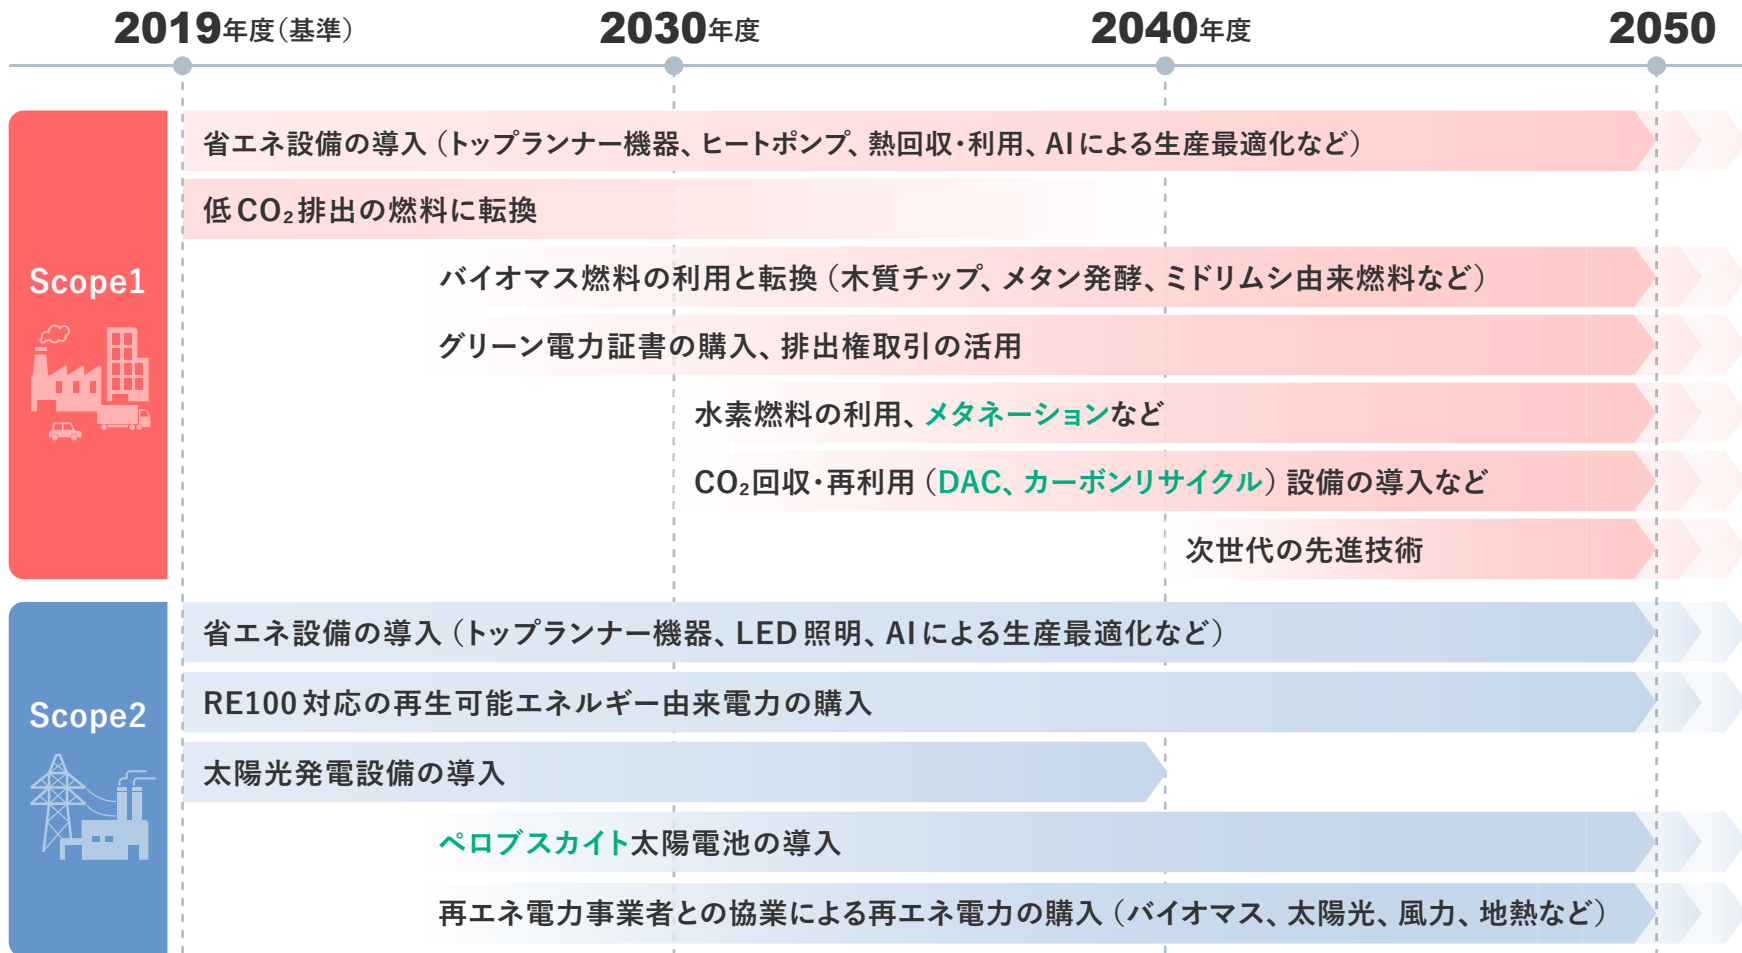 2019年度（基準）
2030年度
2040年度
2050
Scope1
省エネ設備の導入（トップランナー機器、ヒートポンプ、熱回収・利用、AIによる生産最適化など）
低CO₂排出の燃料に転換
バイオマス燃料の利用と転換（木質チップ、メタン発酵、ミドリムシ由来燃料など）
グリーン電力証書の購入、排出権取引の活用
水素燃料の利用、メタネーションなど
CO₂回収・再利用（DAC、カーボンリサイクル）設備の導入など
次世代の先進技術
Scope2
省エネ設備の導入（トップランナー機器、LED照明、AIによる生産最適化など）
RE100対応の再生可能エネルギー由来電力の購入
太陽光発電設備の導入
ペロブスカイト太陽電池の導入
再エネ電力事業者との協業による再エネ電力の購入（バイオマス、太陽光、風力、地熱など）